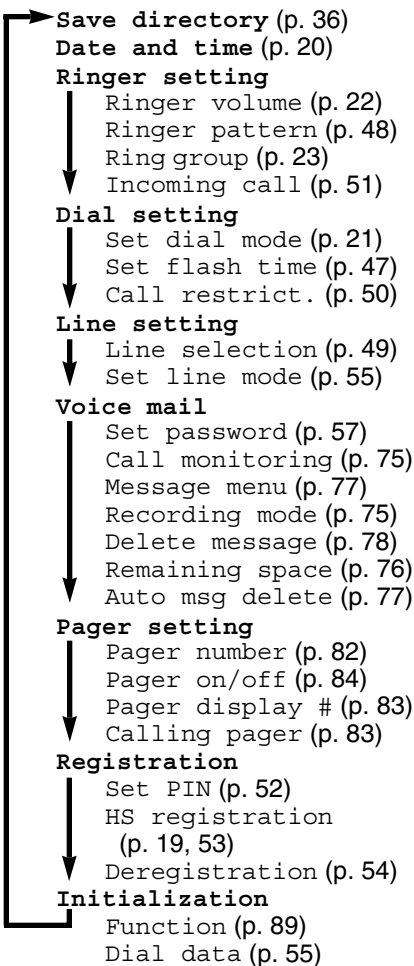 Save directory (p. 36)
Date and time (p. 20)
Ringer setting
Ringer volume (p. 22)
Ringer pattern (p. 48)
Ring group (p. 23)
Incoming call (p. 51)
Dial setting
Set dial mode (p. 21)
Set flash time (p. 47)
Call restrict. (p. 50)
Line setting
Line selection (p. 49)
Set line mode (p. 55)
Voice mail
Set password (p. 57)
Call monitoring (p. 75)
Message menu (p. 77)
Recording mode (p. 75)
Delete message (p. 78)
Remaining space (p. 76)
Auto msg delete (p. 77)
Pager setting
Pager number (p. 82)
Pager on/off (p. 84)
Pager display # (p. 83)
Calling pager (p. 83)
Registration
Set PIN (p. 52)
HS registration
(p. 19, 53)
Deregistration (p. 54)
Initialization
Function (p. 89)
Dial data (p. 55)